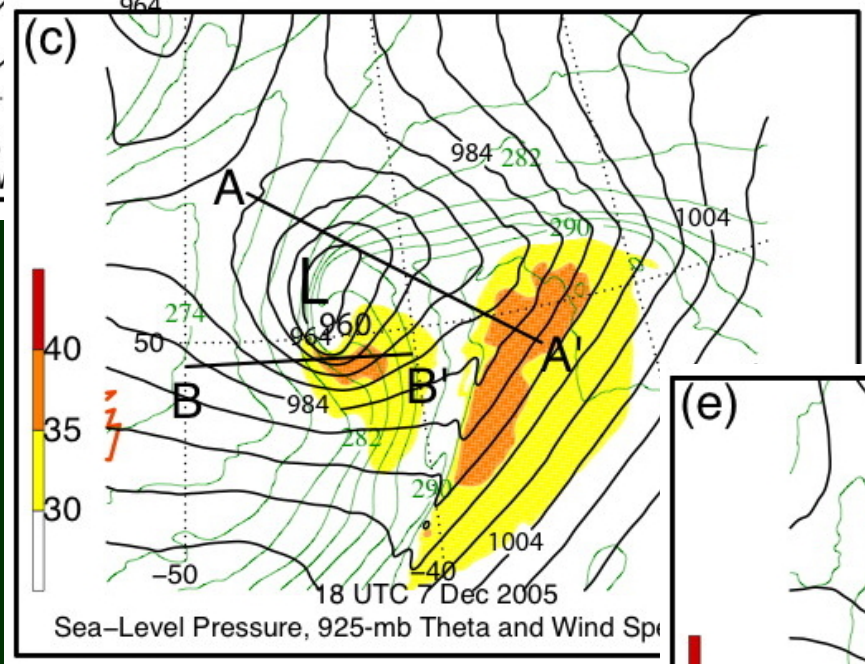 964
(c)
984 282
A
1004
290
L
274
960
50
964
40
A'
B'
B
984
(e)
35
282
290
30
1004
−50
−40
18 UTC 7 Dec 2005
Sea−Level Pressure, 925-mb Theta and Wind Spe